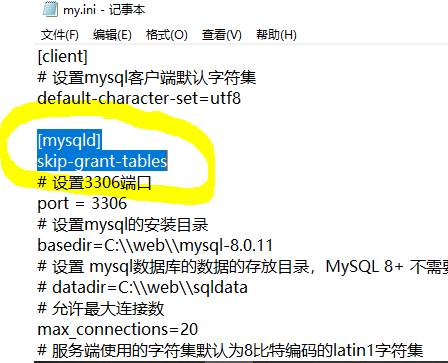 my.ini - 记事本
文件(F) 编辑(E) 格式(O) 查看(V) 帮助(H)
[client]
# 设置mysql客户端默认字符集
default-character-set=utf8
[mysqld]
skip-grant-tables
# 设置3306端口
port = 3306
# 设置mysql的安装目录
basedir=C:\\web\\mysql-8.0.11
# 设置 mysql数据库的数据的存放目录，MySQL 8+ 不需要
# datadir=C:\\web\\sqldata
# 允许最大连接数
max_connections=20
# 服务端使用的字符集默认为8比特编码的latin1字符集